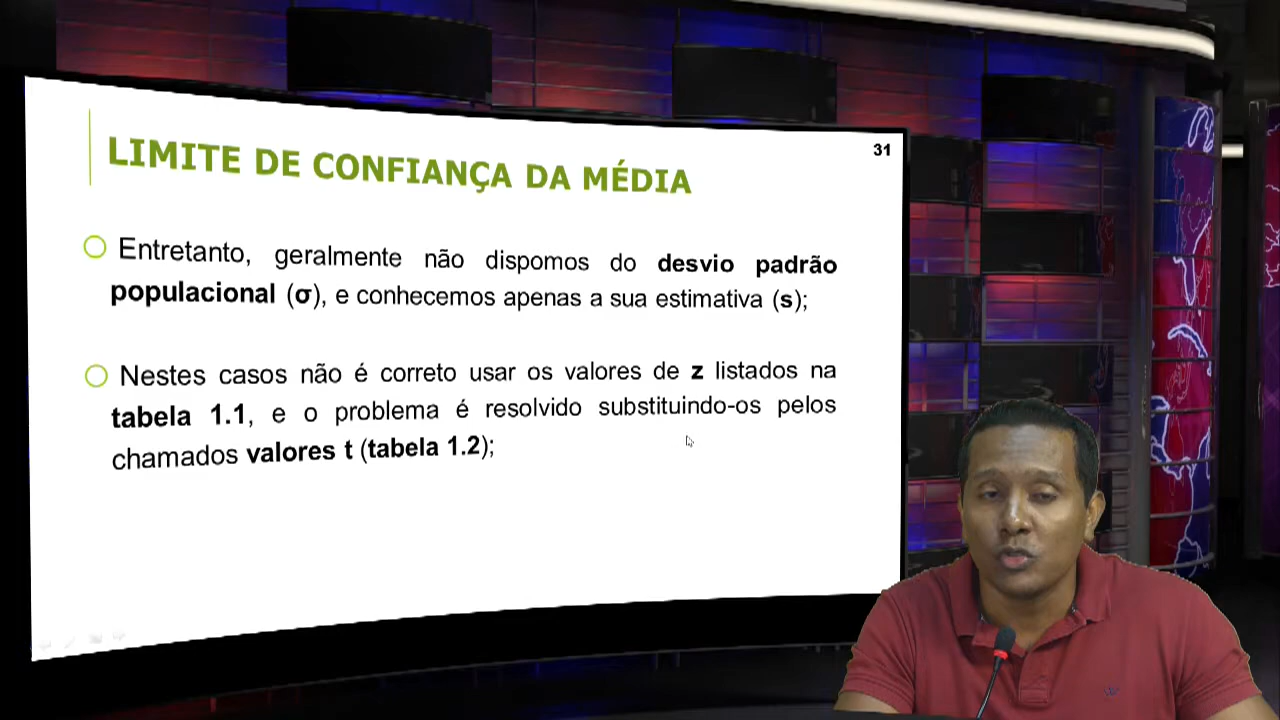 31
LIMITE DE CONFIANÇA DA MÉDIA
Entretanto, geralmente não dispomos do desvio padrão
populacional (σ), e conhecemos apenas a sua estimativa (s);
Nestes casos não é correto usar os valores de z listados na
tabela 1.1, e o problema é resolvido substituindo-os pelos
chamados valores t (tabela 1.2);